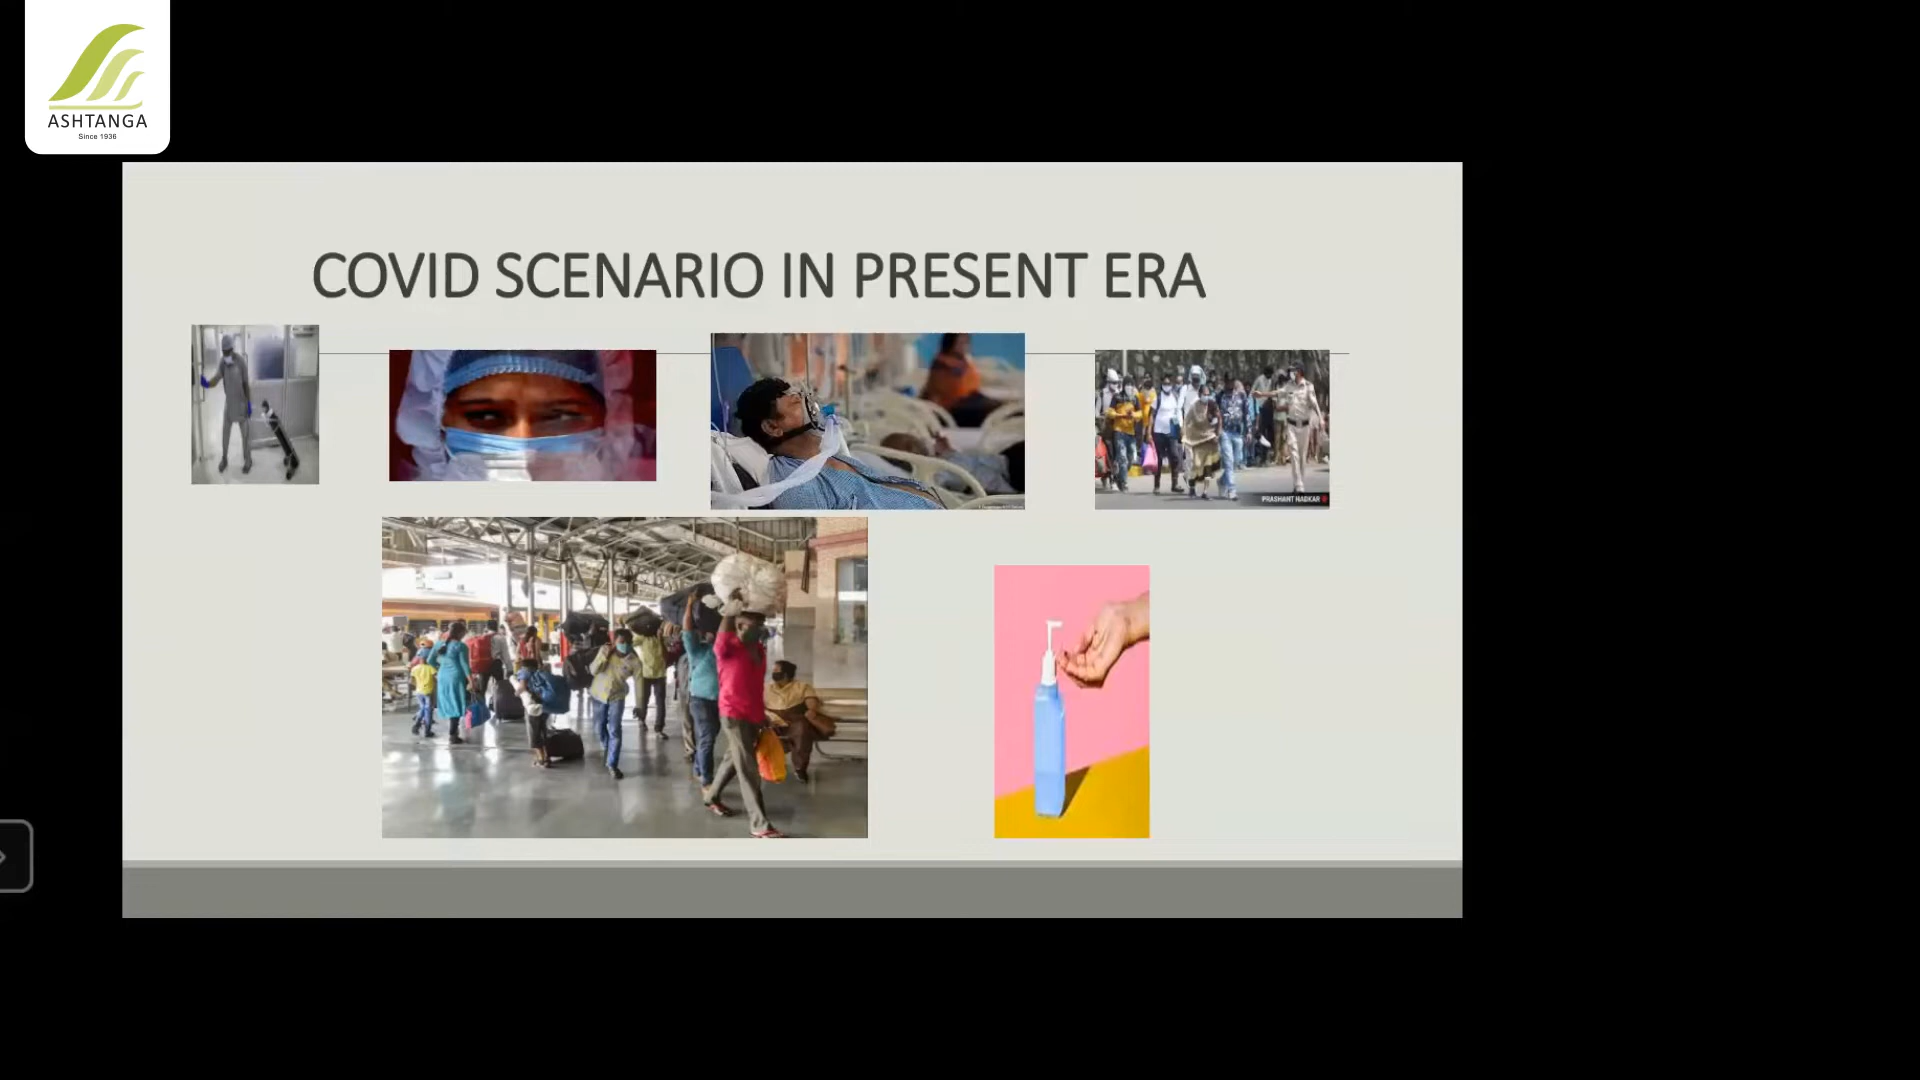 ASHTANGA
Since 1936
COVID SCENARIO IN PRESENT ERA
PRASHANT NADKAR